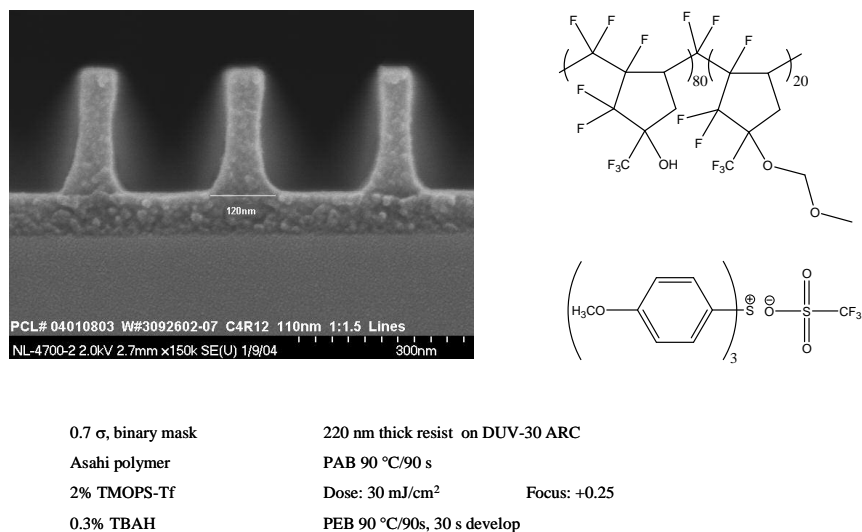 120nm
PCL# 04010803 W#3092602-07 C4R12 110nm 1:1.5 Lines
NL-4700-2 2.0kV 2.7mm x150k SE(U) 1/9/04 300nm
F F F F
F F
80 20
F F
F F
F₃C OH F₃C O
O
H₃CO S ⊕ ⊖ O S CF₃
O
O
3
0.7 σ, binary mask 220 nm thick resist on DUV-30 ARC
Asahi polymer PAB 90 °C/90 s
2% TMOPS-Tf Dose: 30 mJ/cm² Focus: +0.25
0.3% TBAH PEB 90 °C/90s, 30 s develop